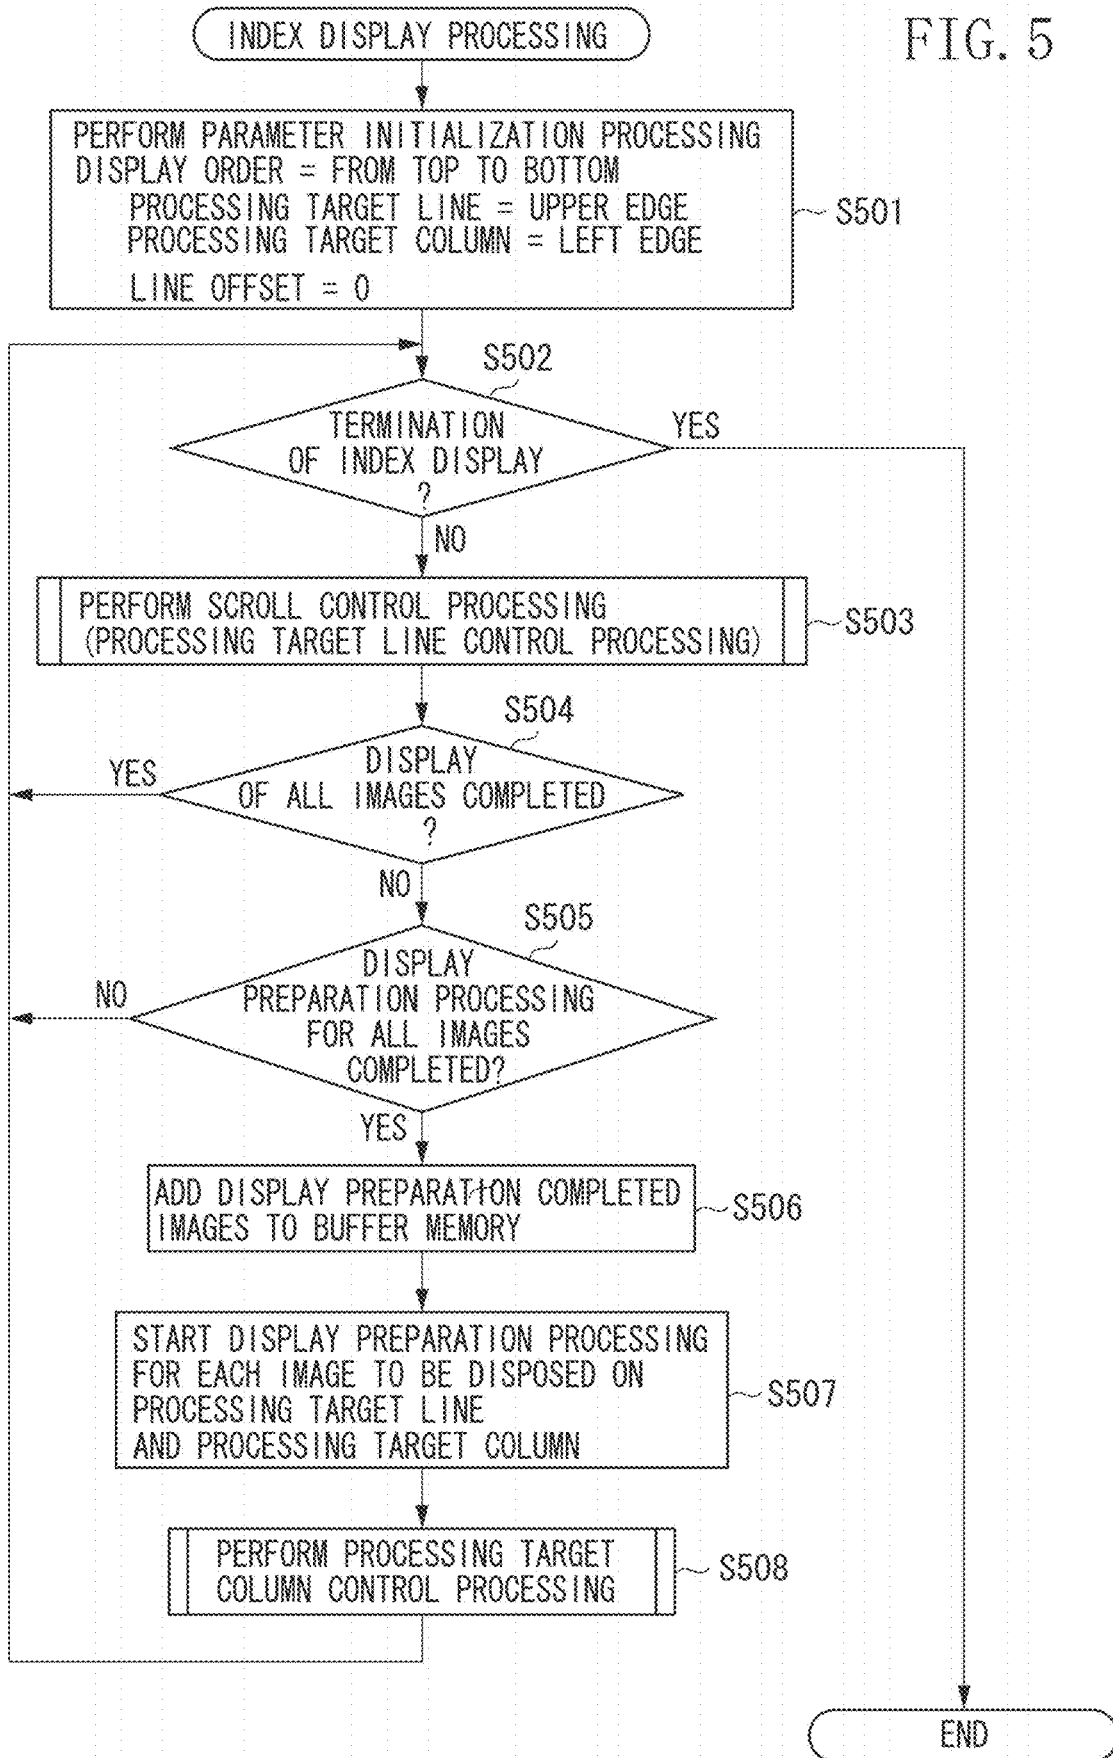 INDEX DISPLAY PROCESSING
FIG. 5
PERFORM PARAMETER INITIALIZATION PROCESSING
DISPLAY ORDER = FROM TOP TO BOTTOM
PROCESSING TARGET LINE = UPPER EDGE
PROCESSING TARGET COLUMN = LEFT EDGE
LINE OFFSET = 0
S501
S502
TERMINATION
OF INDEX DISPLAY
?
YES
NO
PERFORM SCROLL CONTROL PROCESSING
(PROCESSING TARGET LINE CONTROL PROCESSING)
S503
S504
DISPLAY
OF ALL IMAGES COMPLETED
?
YES
NO
S505
DISPLAY
PREPARATION PROCESSING
FOR ALL IMAGES
COMPLETED?
NO
YES
ADD DISPLAY PREPARATION COMPLETED
IMAGES TO BUFFER MEMORY
S506
START DISPLAY PREPARATION PROCESSING
FOR EACH IMAGE TO BE DISPOSED ON
PROCESSING TARGET LINE
AND PROCESSING TARGET COLUMN
S507
PERFORM PROCESSING TARGET
COLUMN CONTROL PROCESSING
S508
END